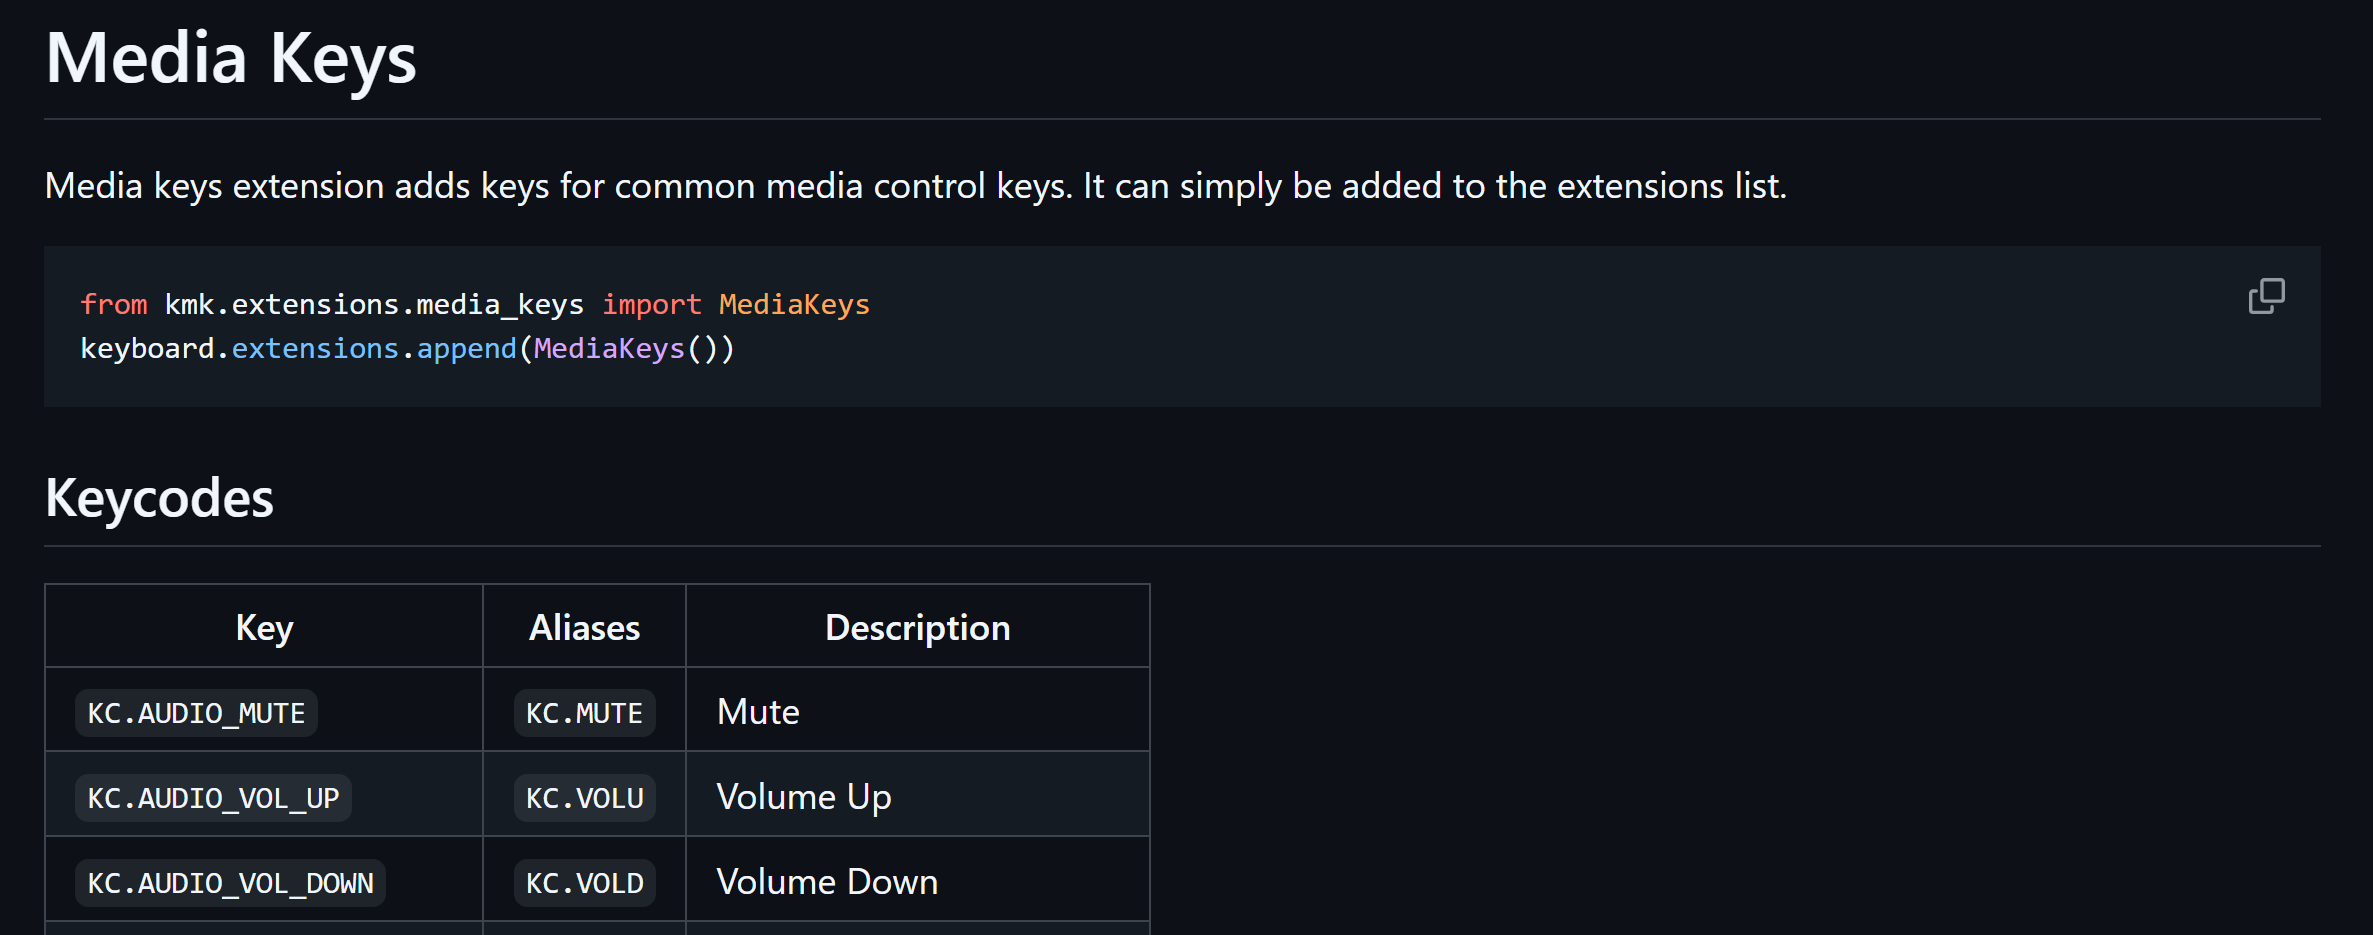 Media Keys
Media keys extension adds keys for common media control keys. It can simply be added to the extensions list.
from kmk.extensions.media_keys import MediaKeys
keyboard.extensions.append(MediaKeys())
Keycodes
Key Aliases Description
KC.AUDIO_MUTE KC.MUTE Mute
KC.AUDIO_VOL_UP KC.VOLU Volume Up
KC.AUDIO_VOL_DOWN KC.VOLD Volume Down